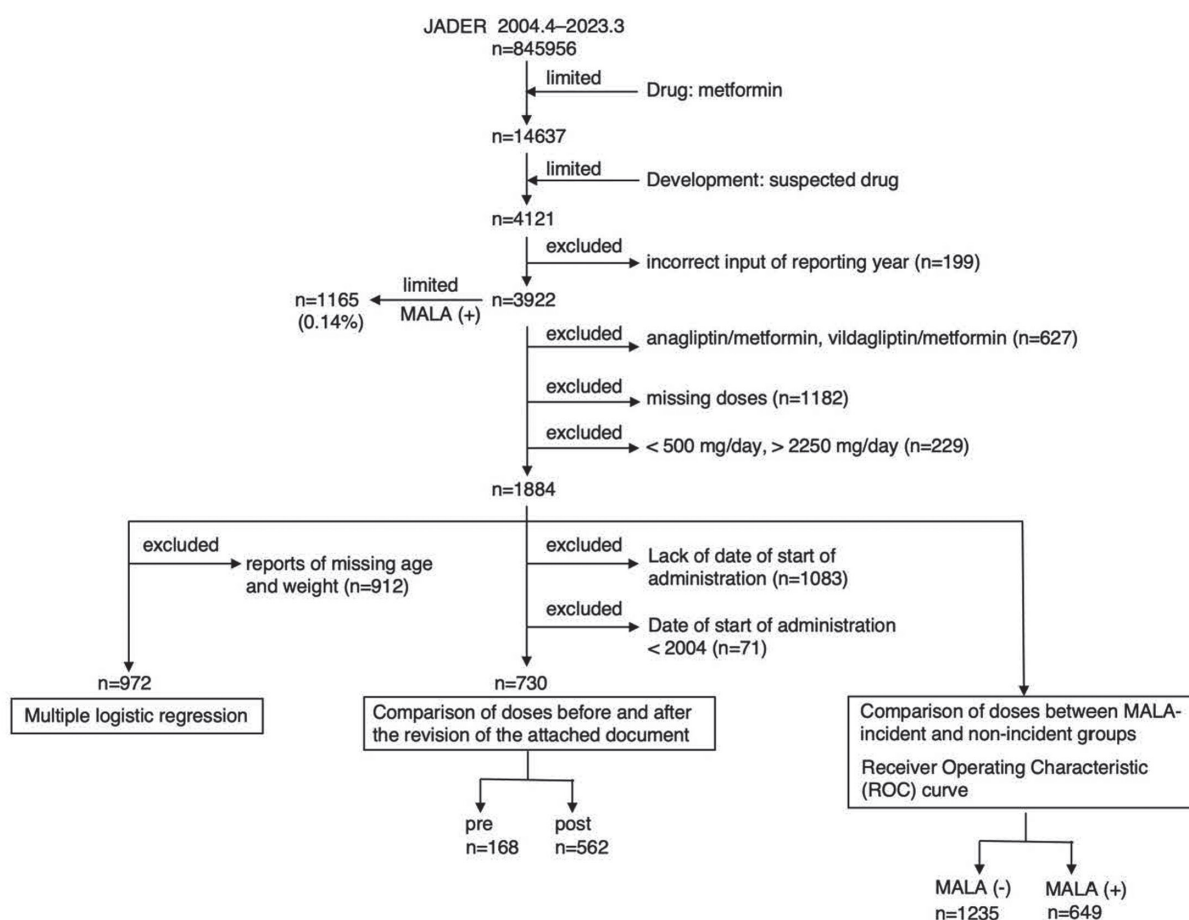 JADER 2004.4–2023.3
n=845956
limited
Drug: metformin
n=14637
limited
Development: suspected drug
n=4121
excluded
incorrect input of reporting year (n=199)
n=1165
(0.14%)
limited
MALA (+)
n=3922
excluded
anagliptin/metformin, vildagliptin/metformin (n=627)
excluded
missing doses (n=1182)
excluded
< 500 mg/day, > 2250 mg/day (n=229)
n=1884
excluded
reports of missing age
and weight (n=912)
excluded
Lack of date of start of
administration (n=1083)
excluded
Date of start of administration
< 2004 (n=71)
n=972
Multiple logistic regression
n=730
Comparison of doses before and after
the revision of the attached document
pre
n=168
post
n=562
Comparison of doses between MALA-
incident and non-incident groups
Receiver Operating Characteristic
(ROC) curve
MALA (-)
n=1235
MALA (+)
n=649